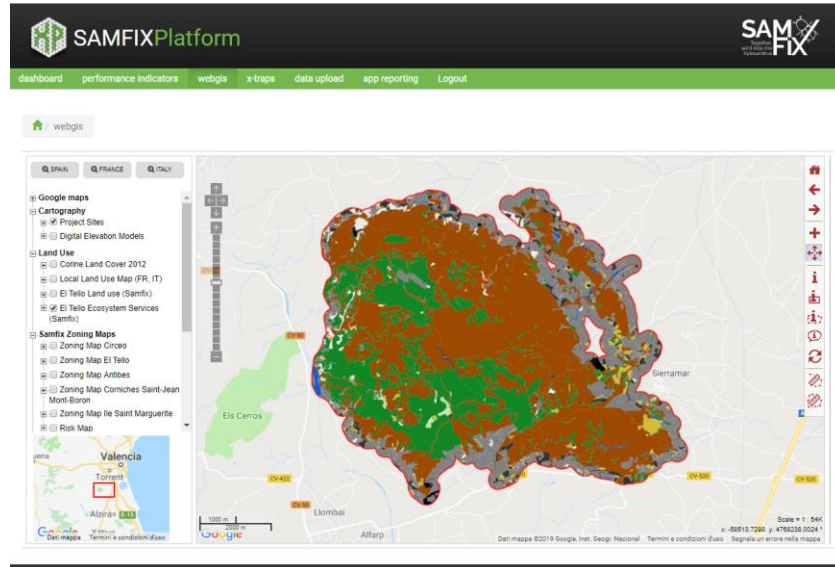 SAMFIXPlatform
SAM
FIX
dashboard performance indicators webgis x-traps data upload app reporting Logout
/ webgis
SPAIN FRANCE ITALY
Google maps
Cartography
Project Sites
Digital Elevation Models
Land Use
Corine Land Cover 2012
Local Land Use Map (FR, IT)
El Tello Land use (Samfix)
El Tello Ecosystem Services
(Samfix)
Samfix Zoning Maps
Zoning Map Circeo
Zoning Map El Tello
Zoning Map Antibes
Zoning Map Corniches Saint-Jean
Mont-Boron
Zoning Map Ile Saint Marguerite
Risk Map
Valencia
Torrent
Alzira
Xàtiva
Google
Dati mappa Termini e condizioni d'uso
CV-50
Sierramar
Els Cerros
CV-422
CV-520
CV-520
CV-50
Llombai
Alfarp
1000 m
2000 m
Google
Scale = 1 : 54K
Dati mappa ©2019 Google, Inst. Geogr. Nacional Termini e condizioni d'uso Segnala un errore nella mappa